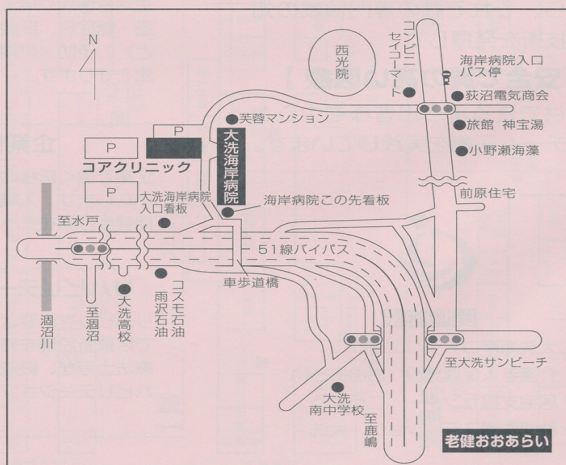 N
西光院
コンビニ
セイコーマート
海岸病院入口
バス停
荻沼電気商会
旅館 神宝湯
小野瀬海藻
前原住宅
芙蓉マンション
P
P
コアクリニック
P
大洗海岸病院
大洗海岸病院
入口看板
海岸病院この先看板
至水戸
51線バイパス
車歩道橋
涸沼川
至涸沼
大洗高校
コスモ石油
雨沢石油
大洗
南中学校
至鹿嶋
至大洗サンビーチ
老健おおあらい